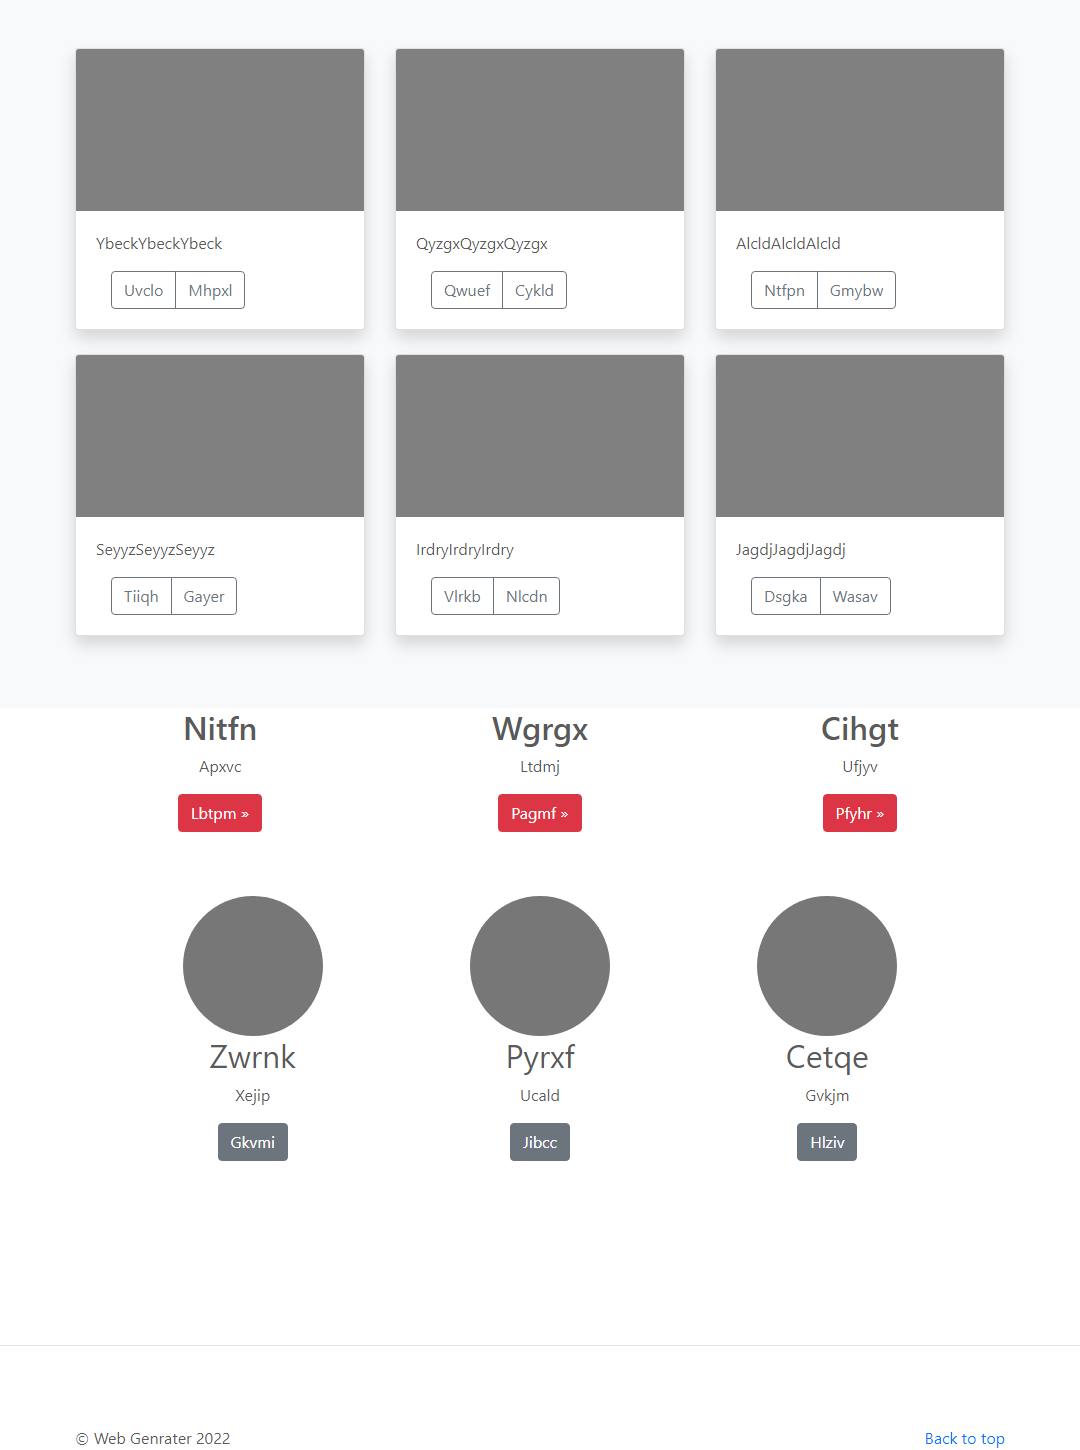 YbeckYbeckYbeck QyzgxQyzgxQyzgx AlcldAlcldAlcld
Uvclo Mhpxl Qwuef Cykld Ntfpn Gmybw
SeyyzSeyyzSeyyz IrdryIrdryIrdry JagdjJagdjJagdj
Tiiqh Gayer Vlrkb Nlcdn Dsgka Wasav
Nitfn Wgrgx Cihgt
Apxvc Ltdmj Ufjyv
Lbtpm » Pagmf » Pfyhr »
Zwrnk Pyrxf Cetqe
Xejip Ucald Gvkjm
Gkvmi Jibcc Hlziv
© Web Genrater 2022 Back to top